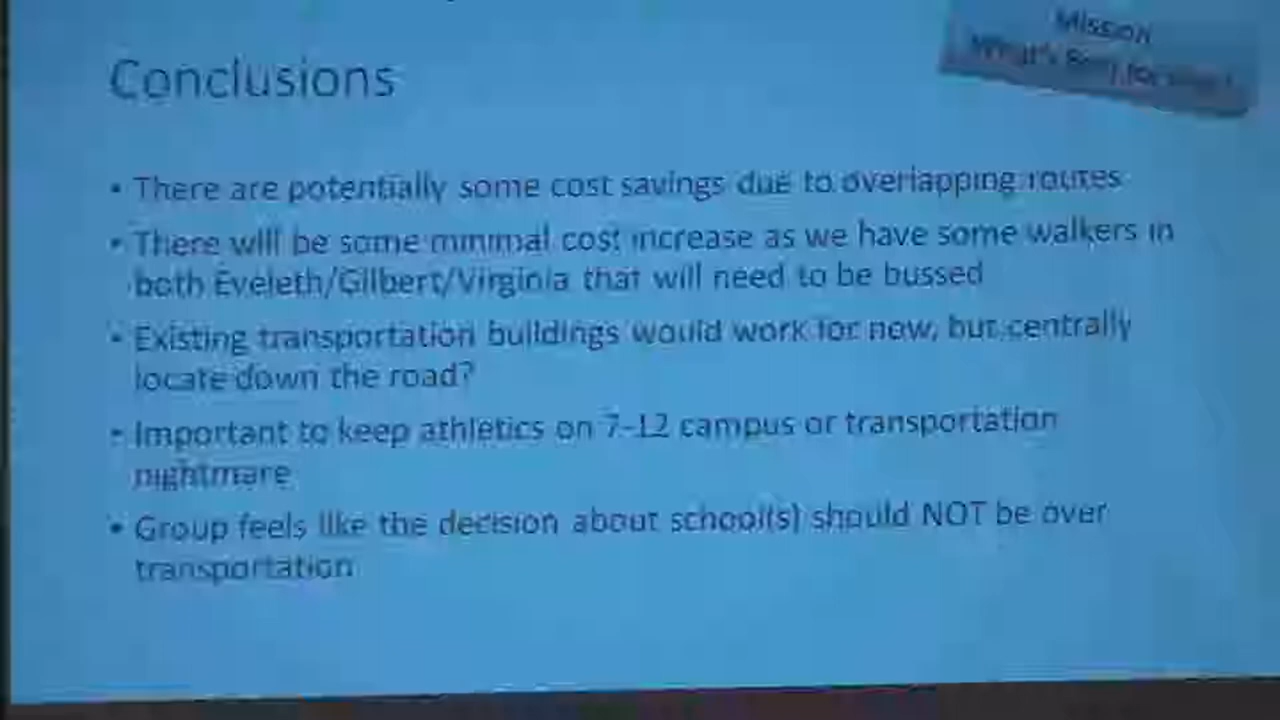 Mission
What's Best for
Conclusions
• There are potentially some cost savings due to overlapping routes
• There will be some minimal cost increase as we have some walkers in
both Eveleth/Gilbert/Virginia that will need to be bussed
• Existing transportation buildings would work for now, but centrally
locate down the road?
• Important to keep athletics on 7-12 campus or transportation
nightmare
• Group feels like the decision about school(s) should NOT be over
transportation